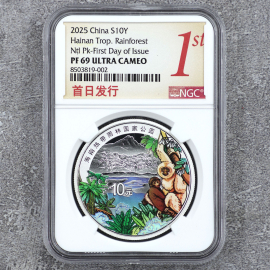 2025 China S10Y
Hainan Trop. Rainforest
Ntl Pk-First Day of Issue
PF 69 ULTRA CAMEO
8503819-002
首日发行
1st
NGC
海南热带雨林国家公园
10元